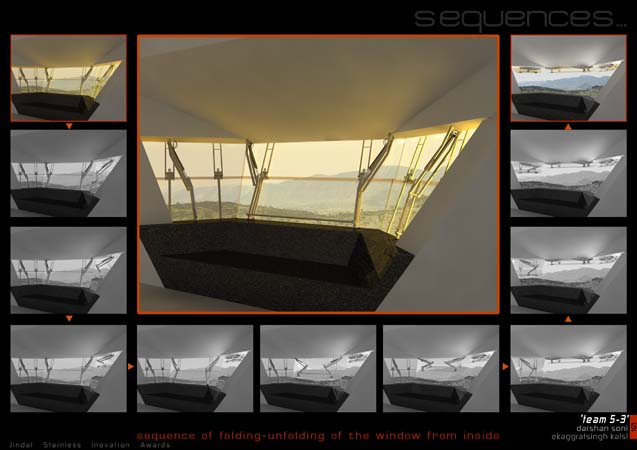 sequences...
'team 5-3'
darshan soni
ekaggratsingh kalsi
sequence of folding-unfolding of the window from inside
Jindal Stainless Inovation Awards